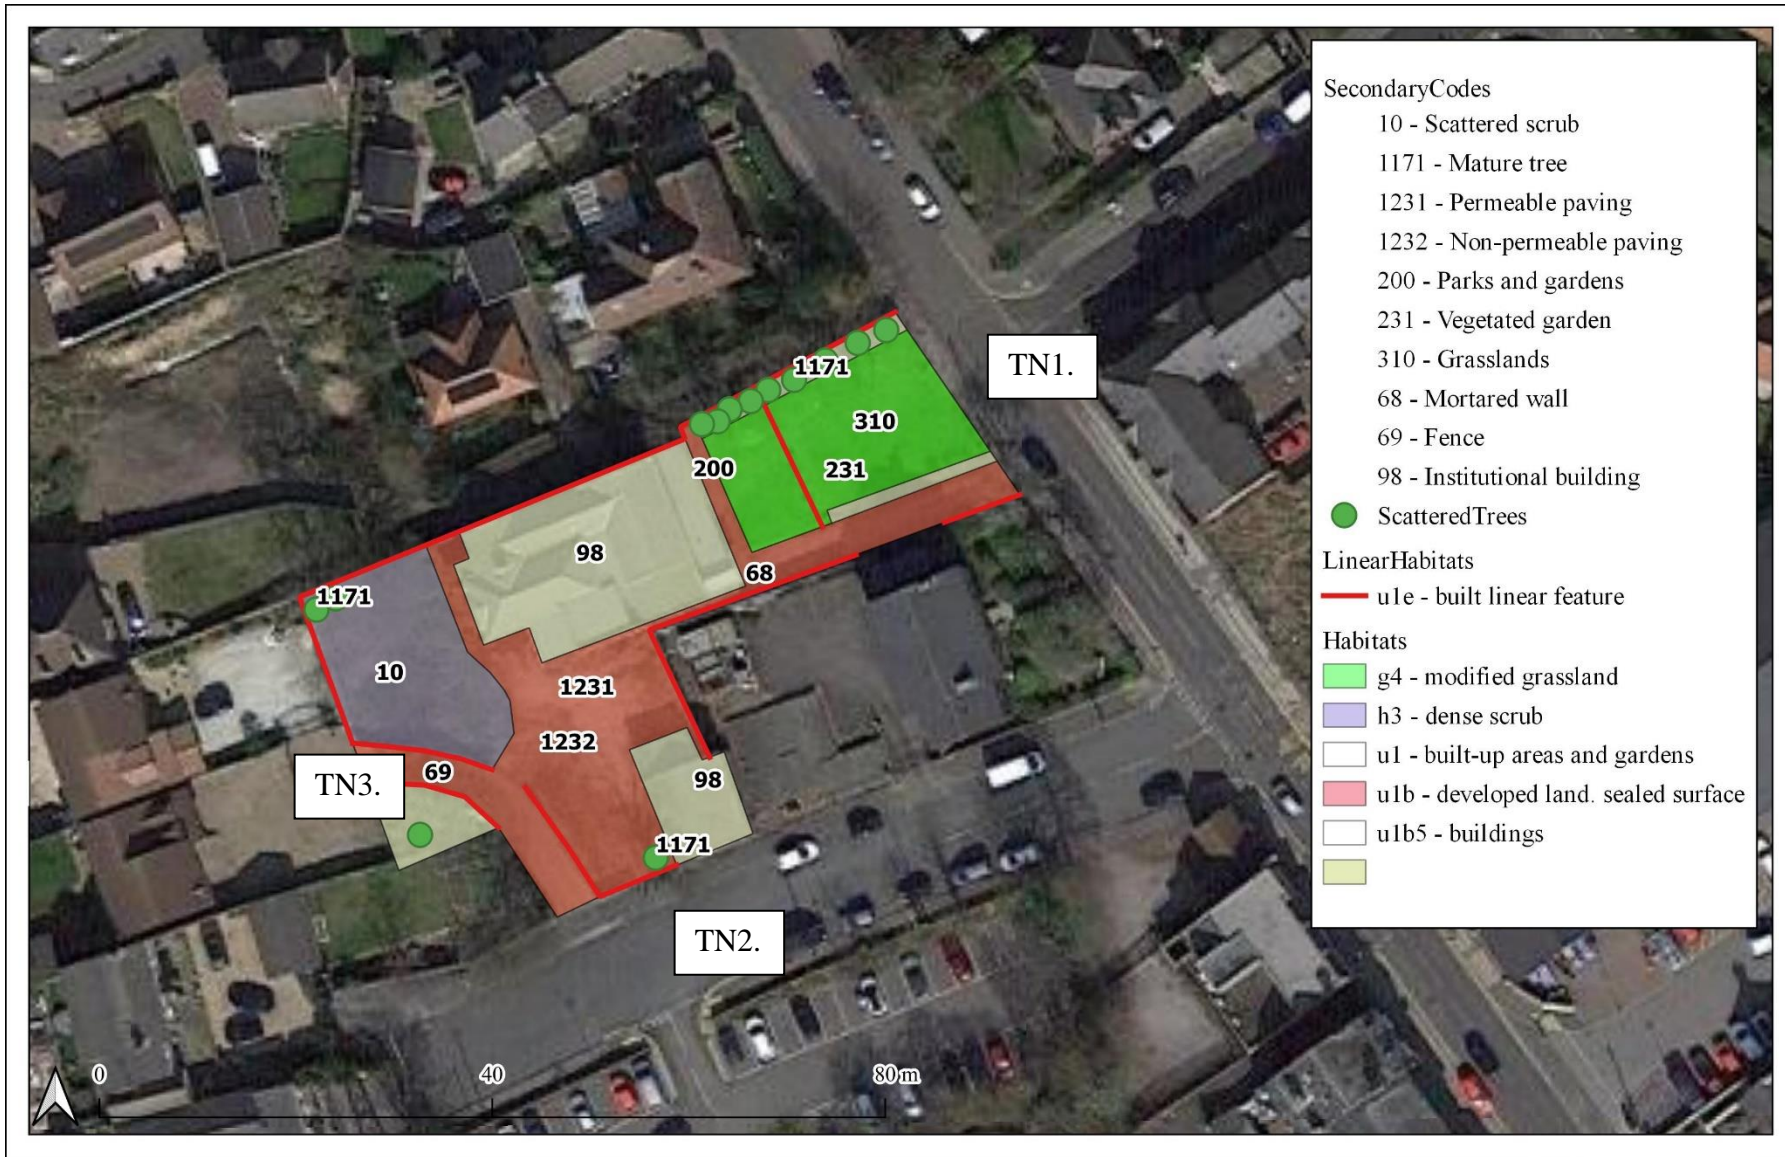 SecondaryCodes
10 - Scattered scrub
1171 - Mature tree
1231 - Permeable paving
1232 - Non-permeable paving
200 - Parks and gardens
231 - Vegetated garden
310 - Grasslands
68 - Mortared wall
69 - Fence
98 - Institutional building
ScatteredTrees
LinearHabitats
u1e - built linear feature
Habitats
g4 - modified grassland
h3 - dense scrub
u1 - built-up areas and gardens
u1b - developed land. sealed surface
u1b5 - buildings
TN1.
1171
310
200
231
98
68
1171
10
1231
1232
69
98
TN3.
1171
TN2.
0
40
80 m